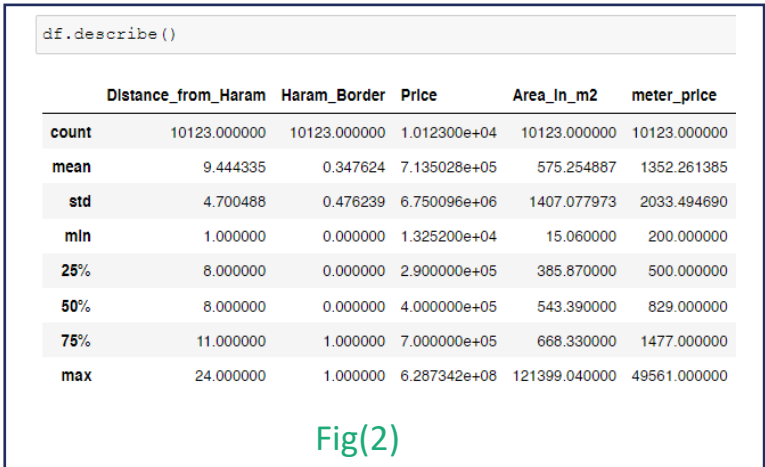 df.describe()
Distance_from_Haram Haram_Border Price Area_in_m2 meter_price
count 10123.000000 10123.000000 1.012300e+04 10123.000000 10123.000000
mean 9.444335 0.347624 7.135028e+05 575.254887 1352.261385
std 4.700488 0.476239 6.750096e+06 1407.077973 2033.494690
min 1.000000 0.000000 1.325200e+04 15.060000 200.000000
25% 8.000000 0.000000 2.900000e+05 385.870000 500.000000
50% 8.000000 0.000000 4.000000e+05 543.390000 829.000000
75% 11.000000 1.000000 7.000000e+05 668.330000 1477.000000
max 24.000000 1.000000 6.287342e+08 121399.040000 49561.000000
Fig(2)